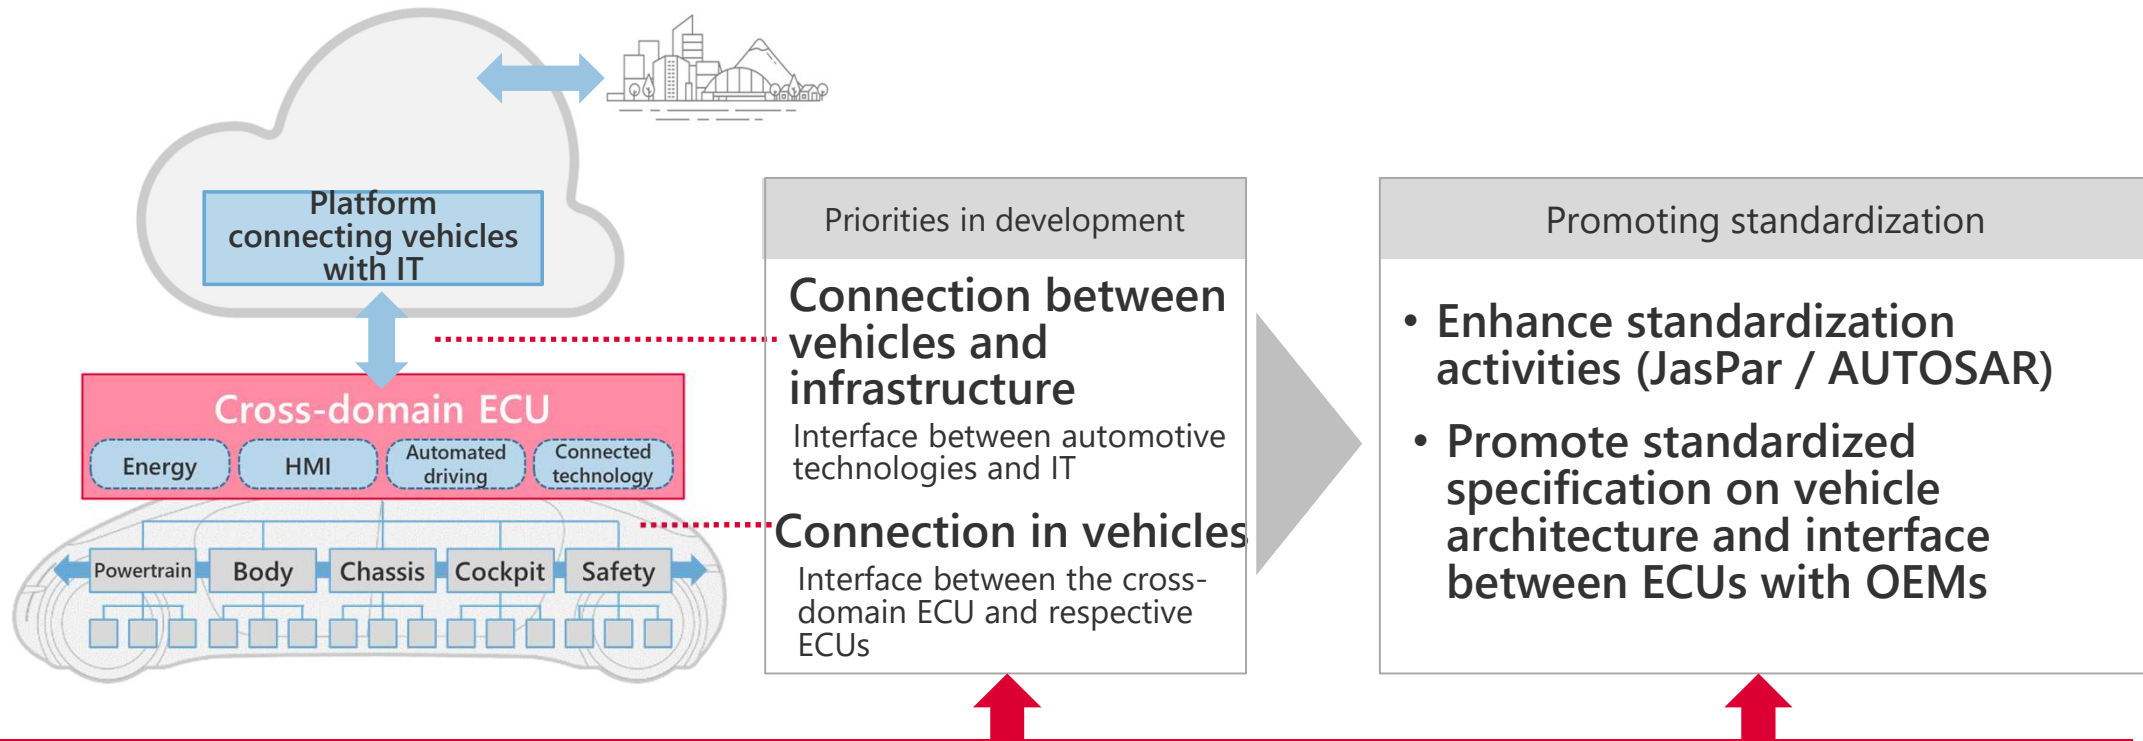 Platform
connecting vehicles
with IT
Cross-domain ECU
Energy
HMI
Automated
driving
Connected
technology
Powertrain
Body
Chassis
Cockpit
Safety
Priorities in development
Connection between
vehicles and
infrastructure
Interface between automotive
technologies and IT
Connection in vehicles
Interface between the cross-
domain ECU and respective
ECUs
Promoting standardization
• Enhance standardization
activities (JasPar / AUTOSAR)
• Promote standardized
specification on vehicle
architecture and interface
between ECUs with OEMs